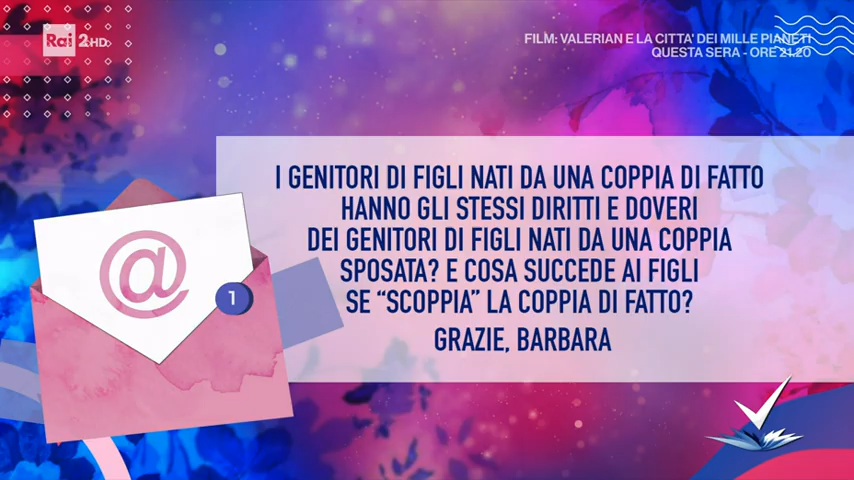 Rai 2HD
FILM: VALERIAN E LA CITTA' DEI MILLE PIANETI
QUESTA SERA - ORE 21.20
I GENITORI DI FIGLI NATI DA UNA COPPIA DI FATTO
HANNO GLI STESSI DIRITTI E DOVERI
DEI GENITORI DI FIGLI NATI DA UNA COPPIA
SPOSATA? E COSA SUCCEDE AI FIGLI
SE “SCOPPIA” LA COPPIA DI FATTO?
GRAZIE, BARBARA
@
1